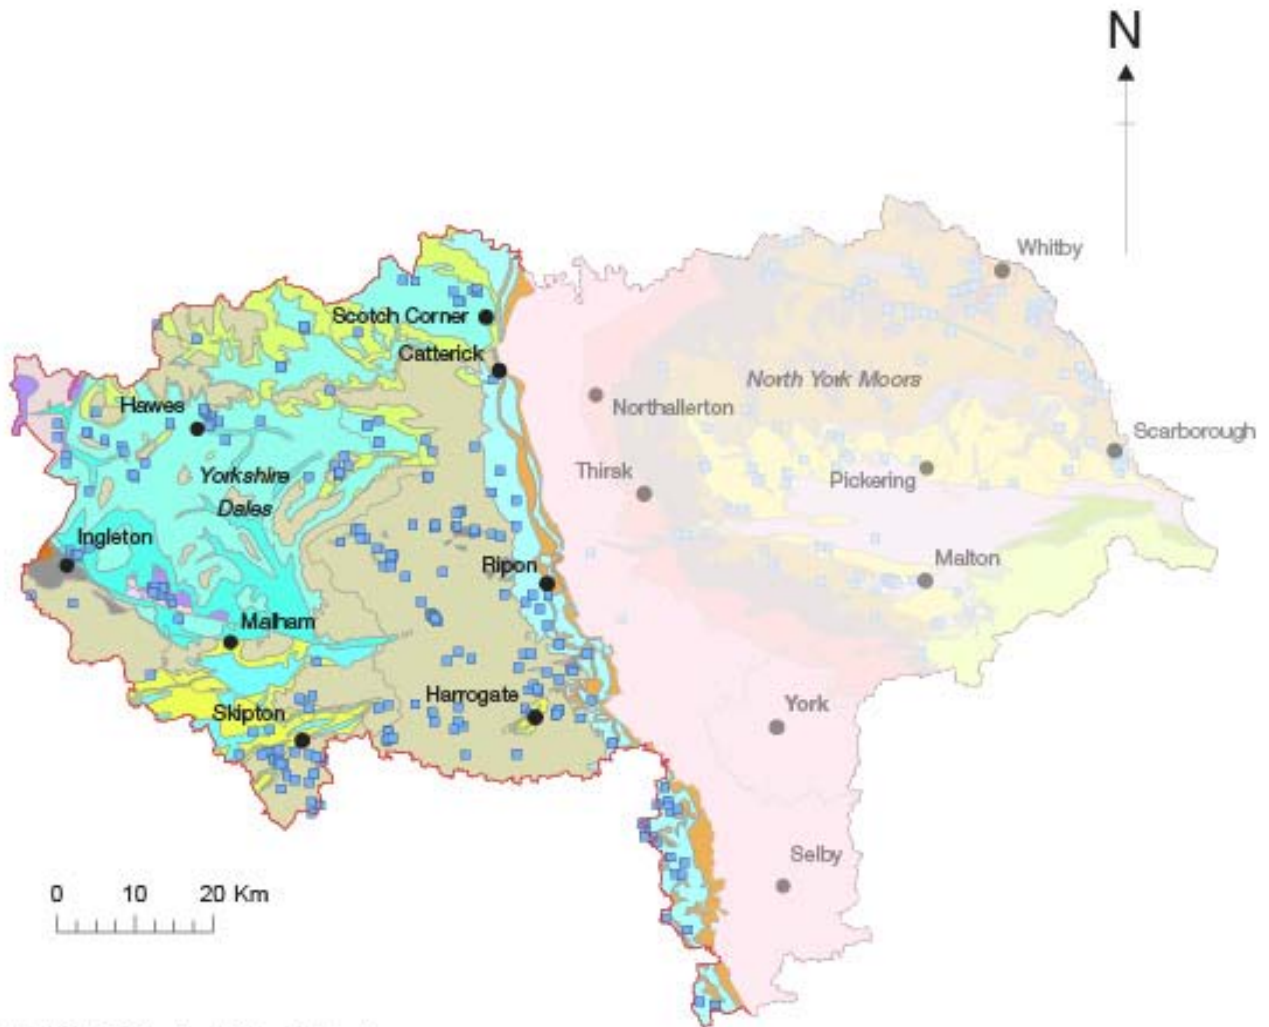 N
Whitby
Scotch Corner
Catterick
North York Moors
Hawes
Northallerton
Scarborough
Yorkshire
Dales
Thirsk
Pickering
Ingleton
Ripon
Malton
Malham
Harrogate
Skipton
York
Selby
0 10 20 Km